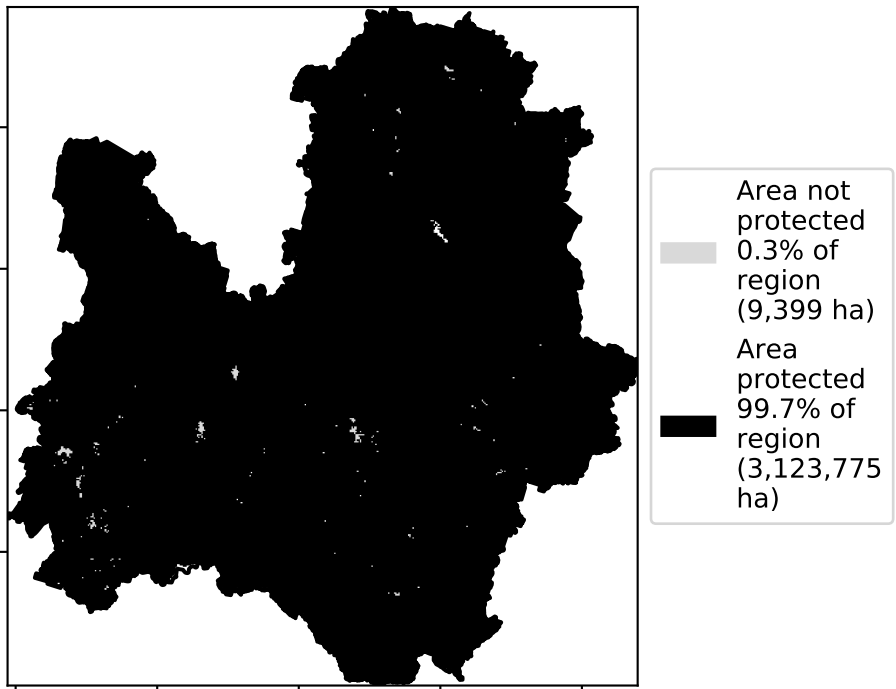 Area not
protected
0.3% of
region
(9,399 ha)
Area
protected
99.7% of
region
(3,123,775
ha)